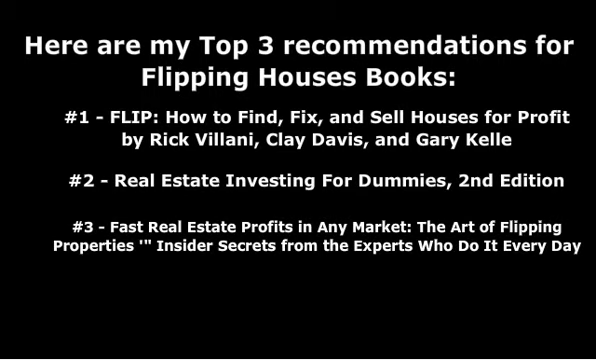 Here are my Top 3 recommendations for
Flipping Houses Books:
#1 - FLIP: How to Find, Fix, and Sell Houses for Profit
by Rick Villani, Clay Davis, and Gary Kelle
#2 - Real Estate Investing For Dummies, 2nd Edition
#3 - Fast Real Estate Profits in Any Market: The Art of Flipping
Properties '" Insider Secrets from the Experts Who Do It Every Day